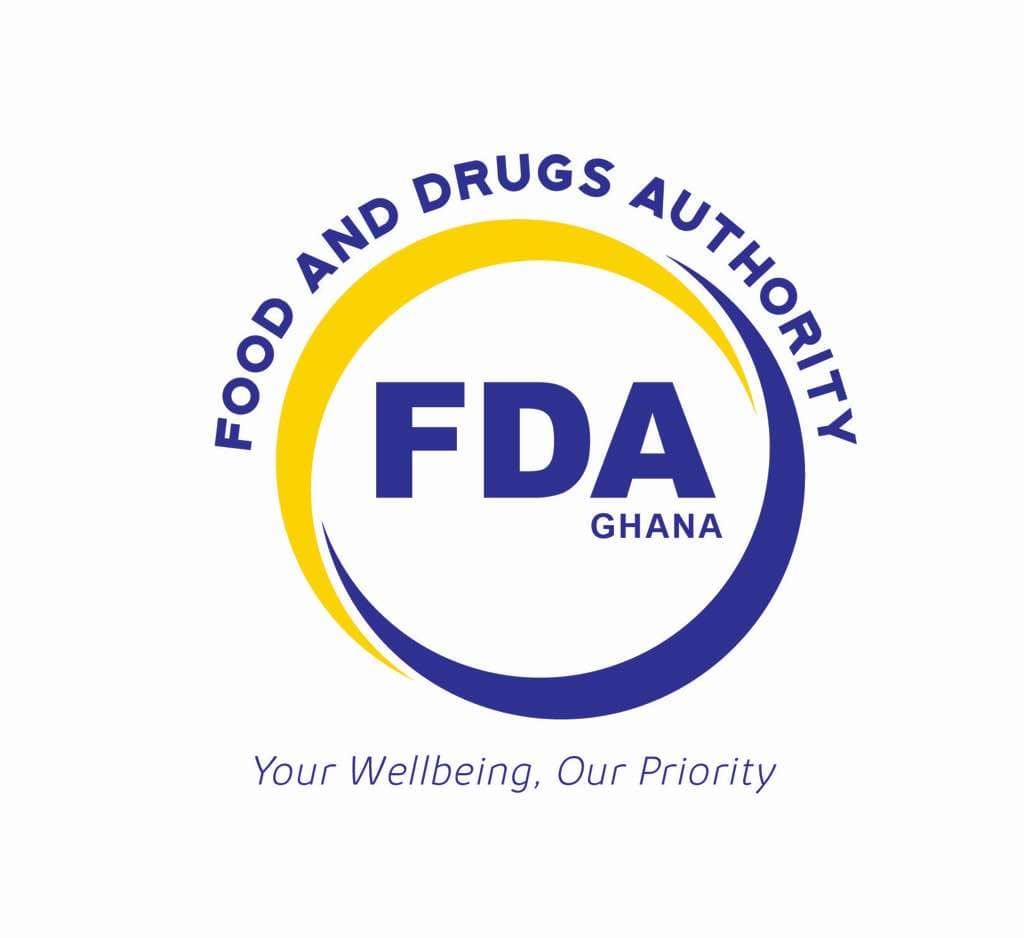 FOOD AND DRUGS AUTHORITY
FDA
GHANA
Your Wellbeing, Our Priority